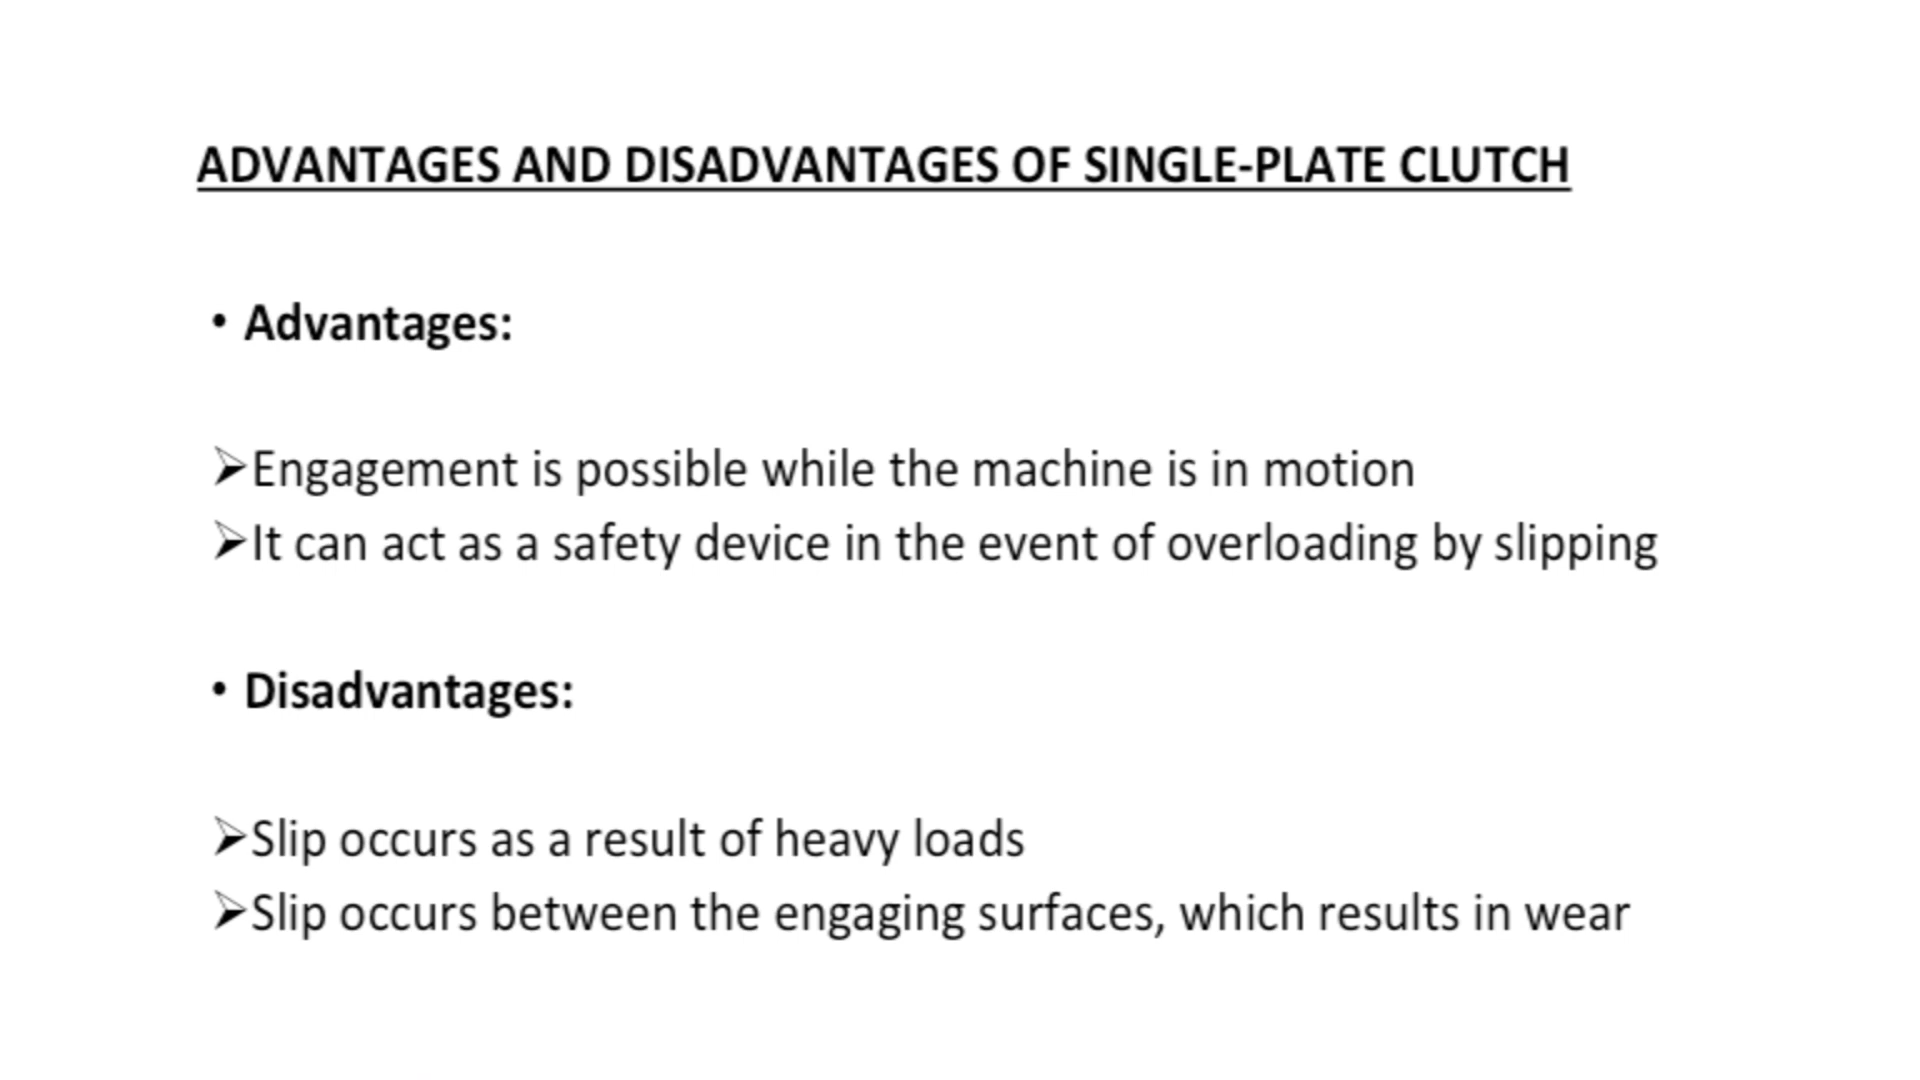 ADVANTAGES AND DISADVANTAGES OF SINGLE-PLATE CLUTCH
• Advantages:
➢Engagement is possible while the machine is in motion
➢It can act as a safety device in the event of overloading by slipping
• Disadvantages:
➢Slip occurs as a result of heavy loads
➢Slip occurs between the engaging surfaces, which results in wear